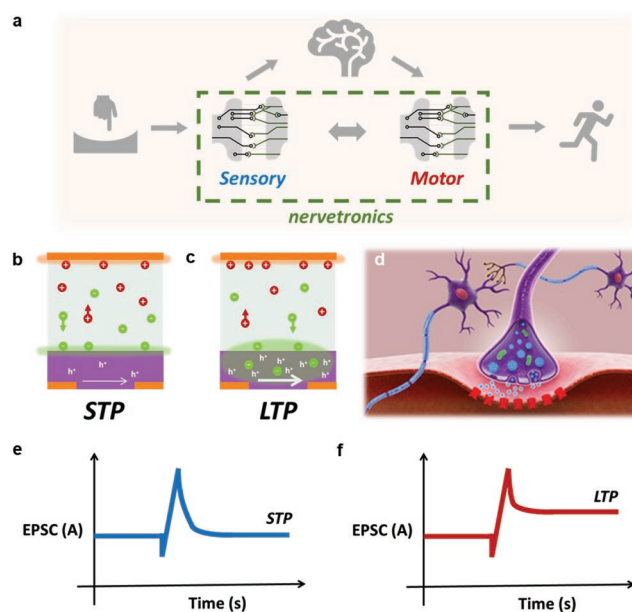 a
Sensory
Motor
nervetronics
b
c
d
h⁺
h⁺
h⁺
h⁺
h⁺
h⁺
h⁺
h⁺
h⁺
h⁺
STP
LTP
e
f
EPSC (A)
STP
Time (s)
EPSC (A)
LTP
Time (s)